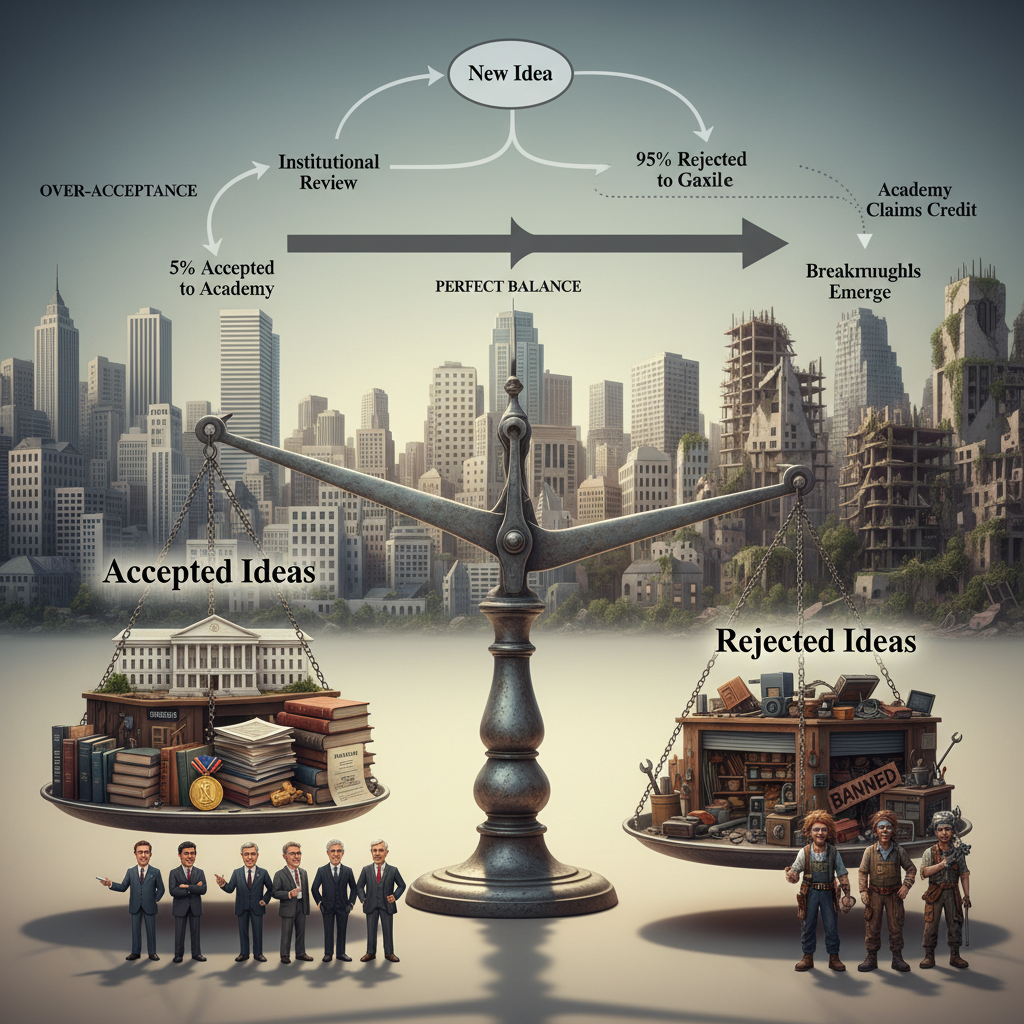 New Idea
Institutional
Review
95% Rejected
to Gaxile
OVER-ACCEPTANCE
Academy
Claims Credit
5% Accepted
to Academy
PERFECT BALANCE
Breakmuughls
Emerge
Accepted Ideas
Rejected Ideas
BANNED